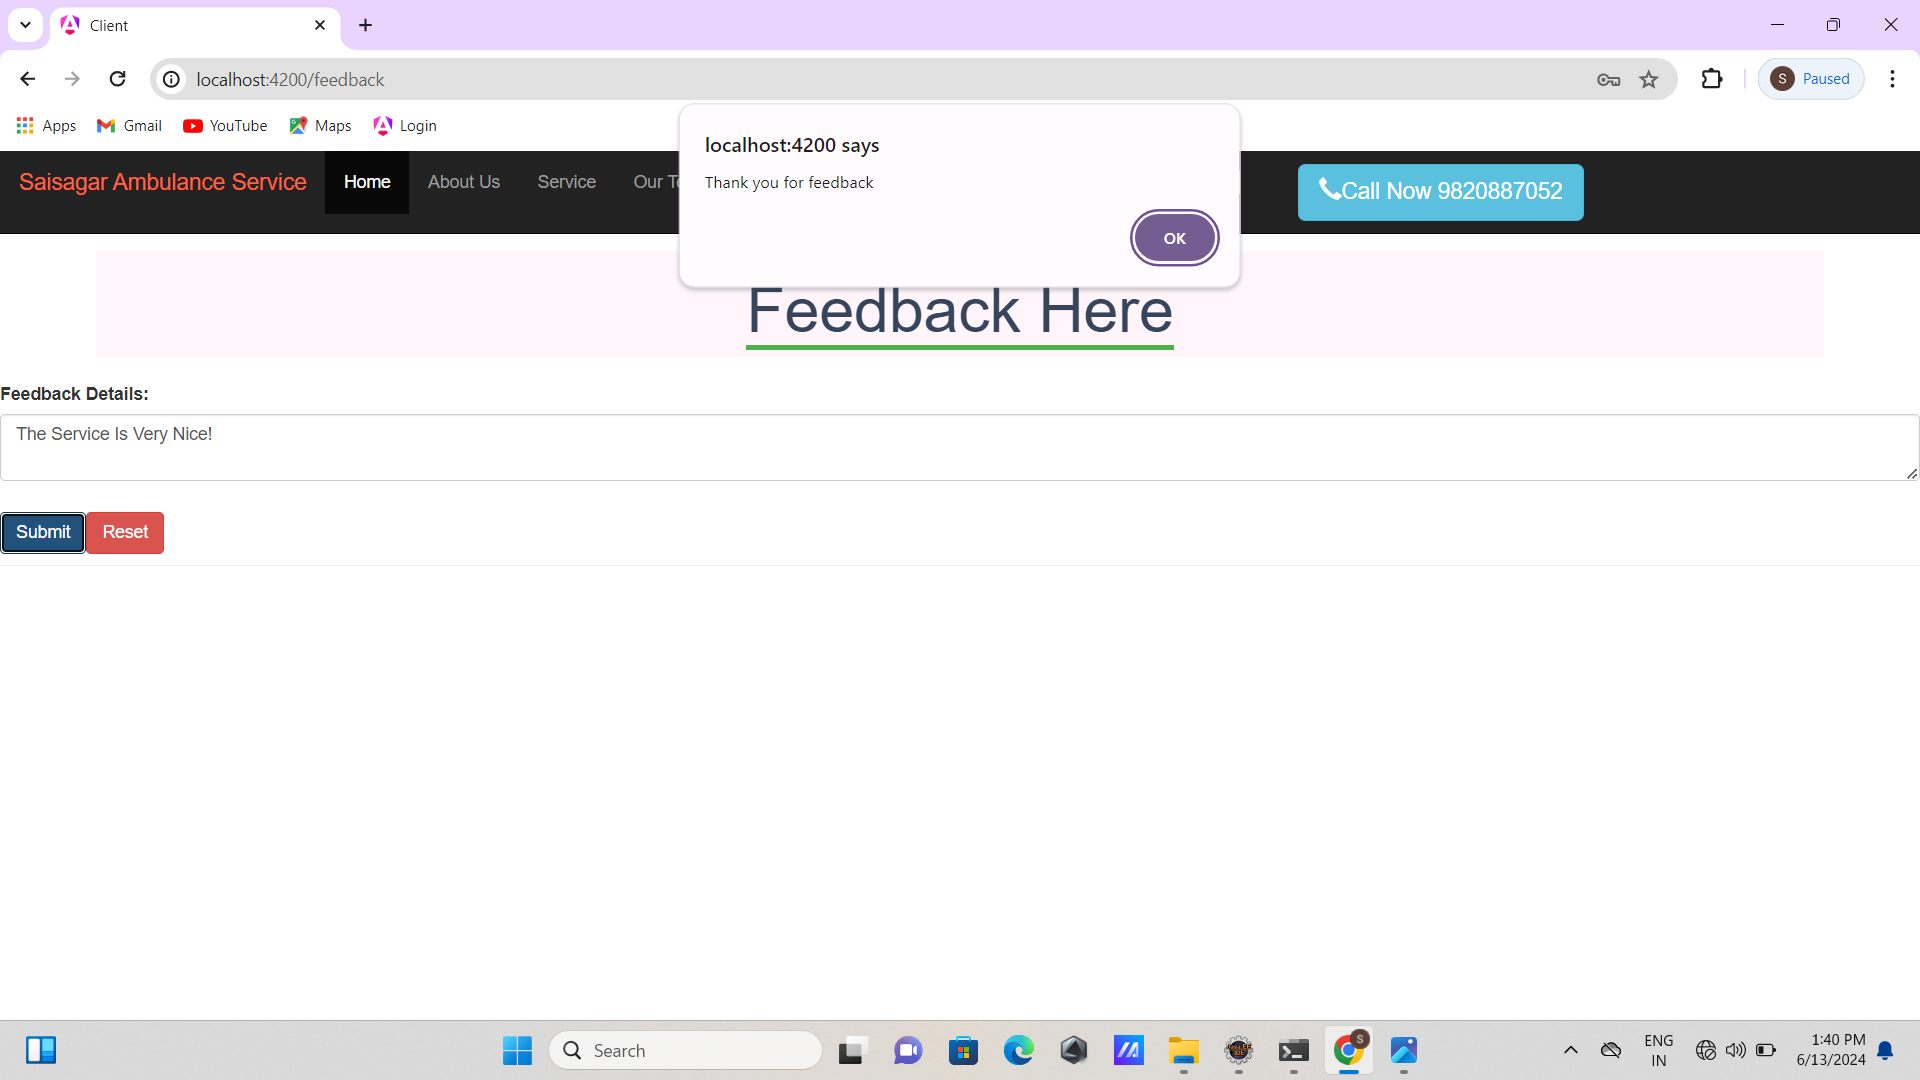 Client
localhost:4200/feedback
S Paused
Apps Gmail YouTube Maps Login
localhost:4200 says
Thank you for feedback
OK
Saisagar Ambulance Service Home About Us Service Our Call Now 9820887052
Feedback Here
Feedback Details:
The Service Is Very Nice!
Submit Reset
Search
S
ENG
IN
1:40 PM
6/13/2024